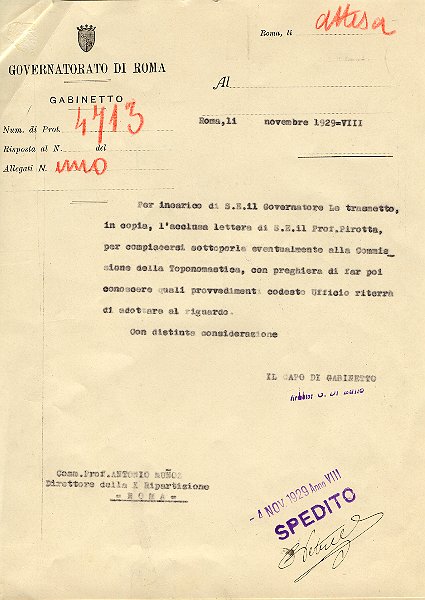 Roma, li attesa
GOVERNATORATO DI ROMA
GABINETTO
Al
Num. di Prot. 4713
Roma,li novembre 1929=VIII
Risposta al N. del
Allegati N. uno
Per incarico di S.E.il Governatore Le trasmetto,
in copia, l'acclusa lettera di S.E.il Prof.Pirotta,
per compiacersi sottoporla eventualmente alla Commis
sione della Toponomastica, con preghiera di far poi
conoscere quali provvedimenti codesto Ufficio riterrà
di adottare al riguardo.
Con distinta considerazione
IL CAPO DI GABINETTO
Comm.Prof.ANTONIO MUÑOZ
Direttore della X Ripartizione
= ROMA =
-4 NOV 1929 Anno VIII
SPEDITO